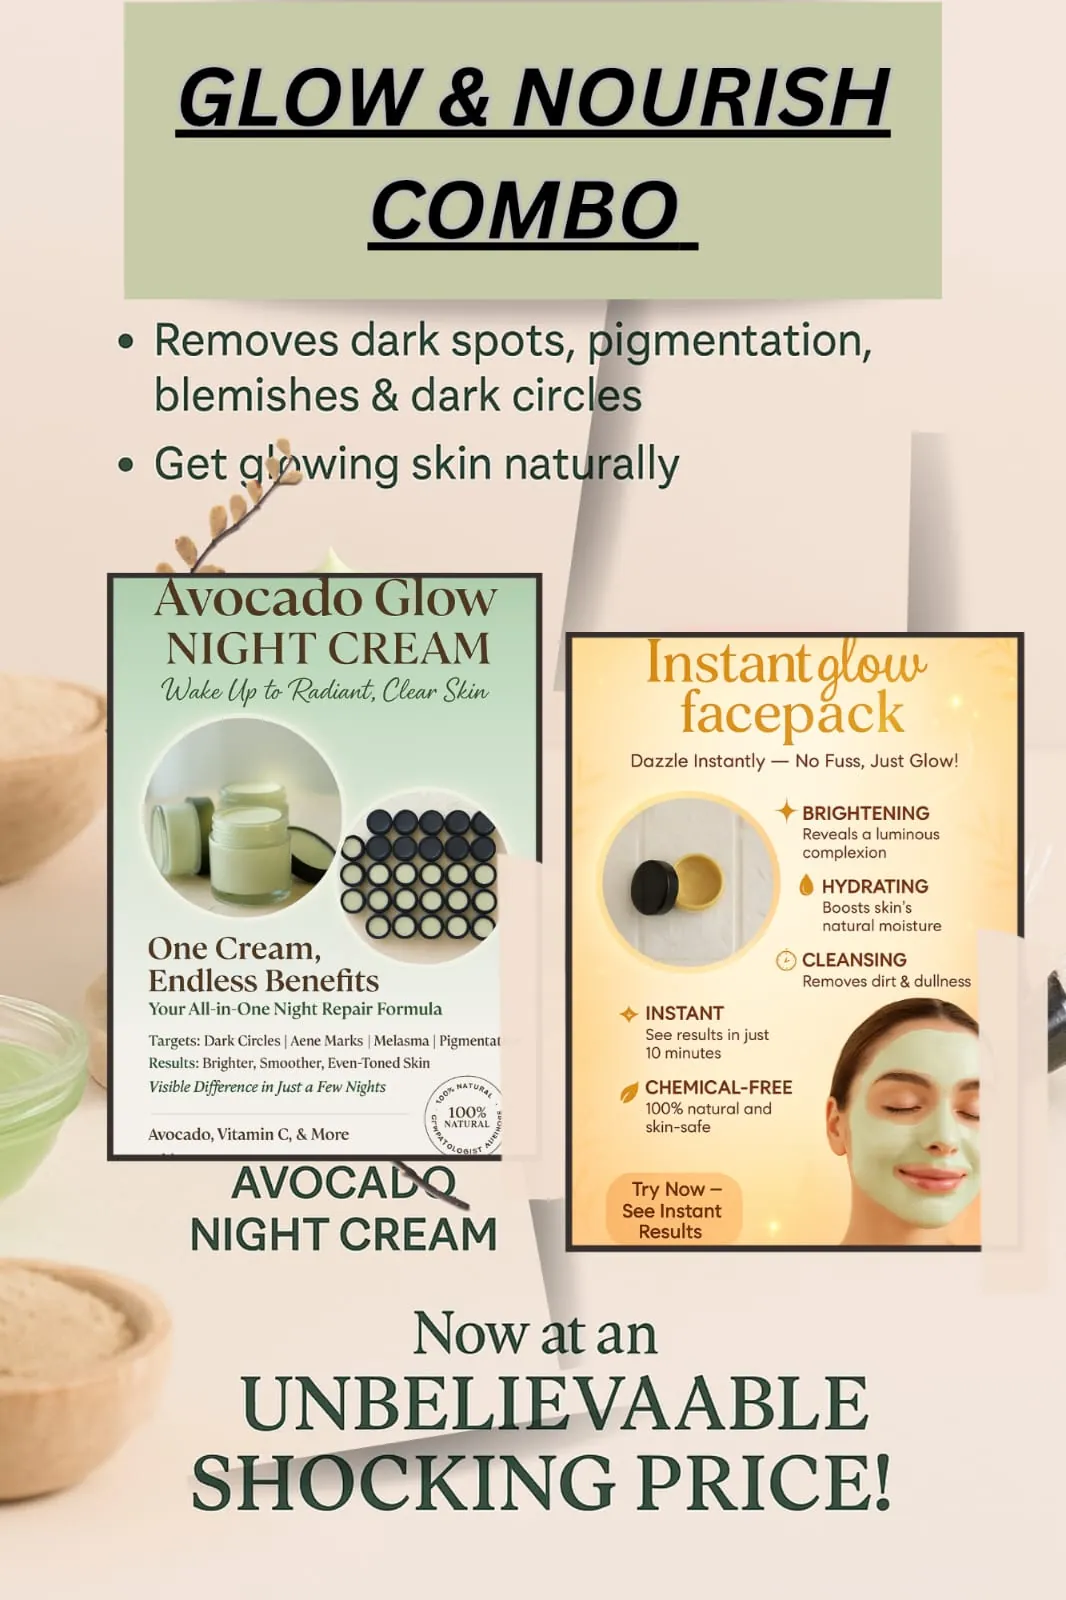 GLOW & NOURISH
COMBO
• Removes dark spots, pigmentation,
blemishes & dark circles
• Get glowing skin naturally
Avocado Glow
NIGHT CREAM
Wake Up to Radiant, Clear Skin
One Cream,
Endless Benefits
Your All-in-One Night Repair Formula
Targets: Dark Circles | Aene Marks | Melasma | Pigmentat
Results: Brighter, Smoother, Even-Toned Skin
Visible Difference in Just a Few Nights
100% NATURAL
100%
NATURAL
Avocado, Vitamin C, & More
AVOCADO
NIGHT CREAM
Instant glow
facepack
Dazzle Instantly — No Fuss, Just Glow!
BRIGHTENING
Reveals a luminous
complexion
HYDRATING
Boosts skin's
natural moisture
CLEANSING
Removes dirt & dullness
INSTANT
See results in just
10 minutes
CHEMICAL-FREE
100% natural and
skin-safe
Try Now –
See Instant
Results
Now at an
UNBELIEVAABLE
SHOCKING PRICE!